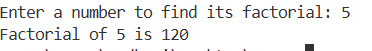 Enter a number to find its factorial: 5
Factorial of 5 is 120